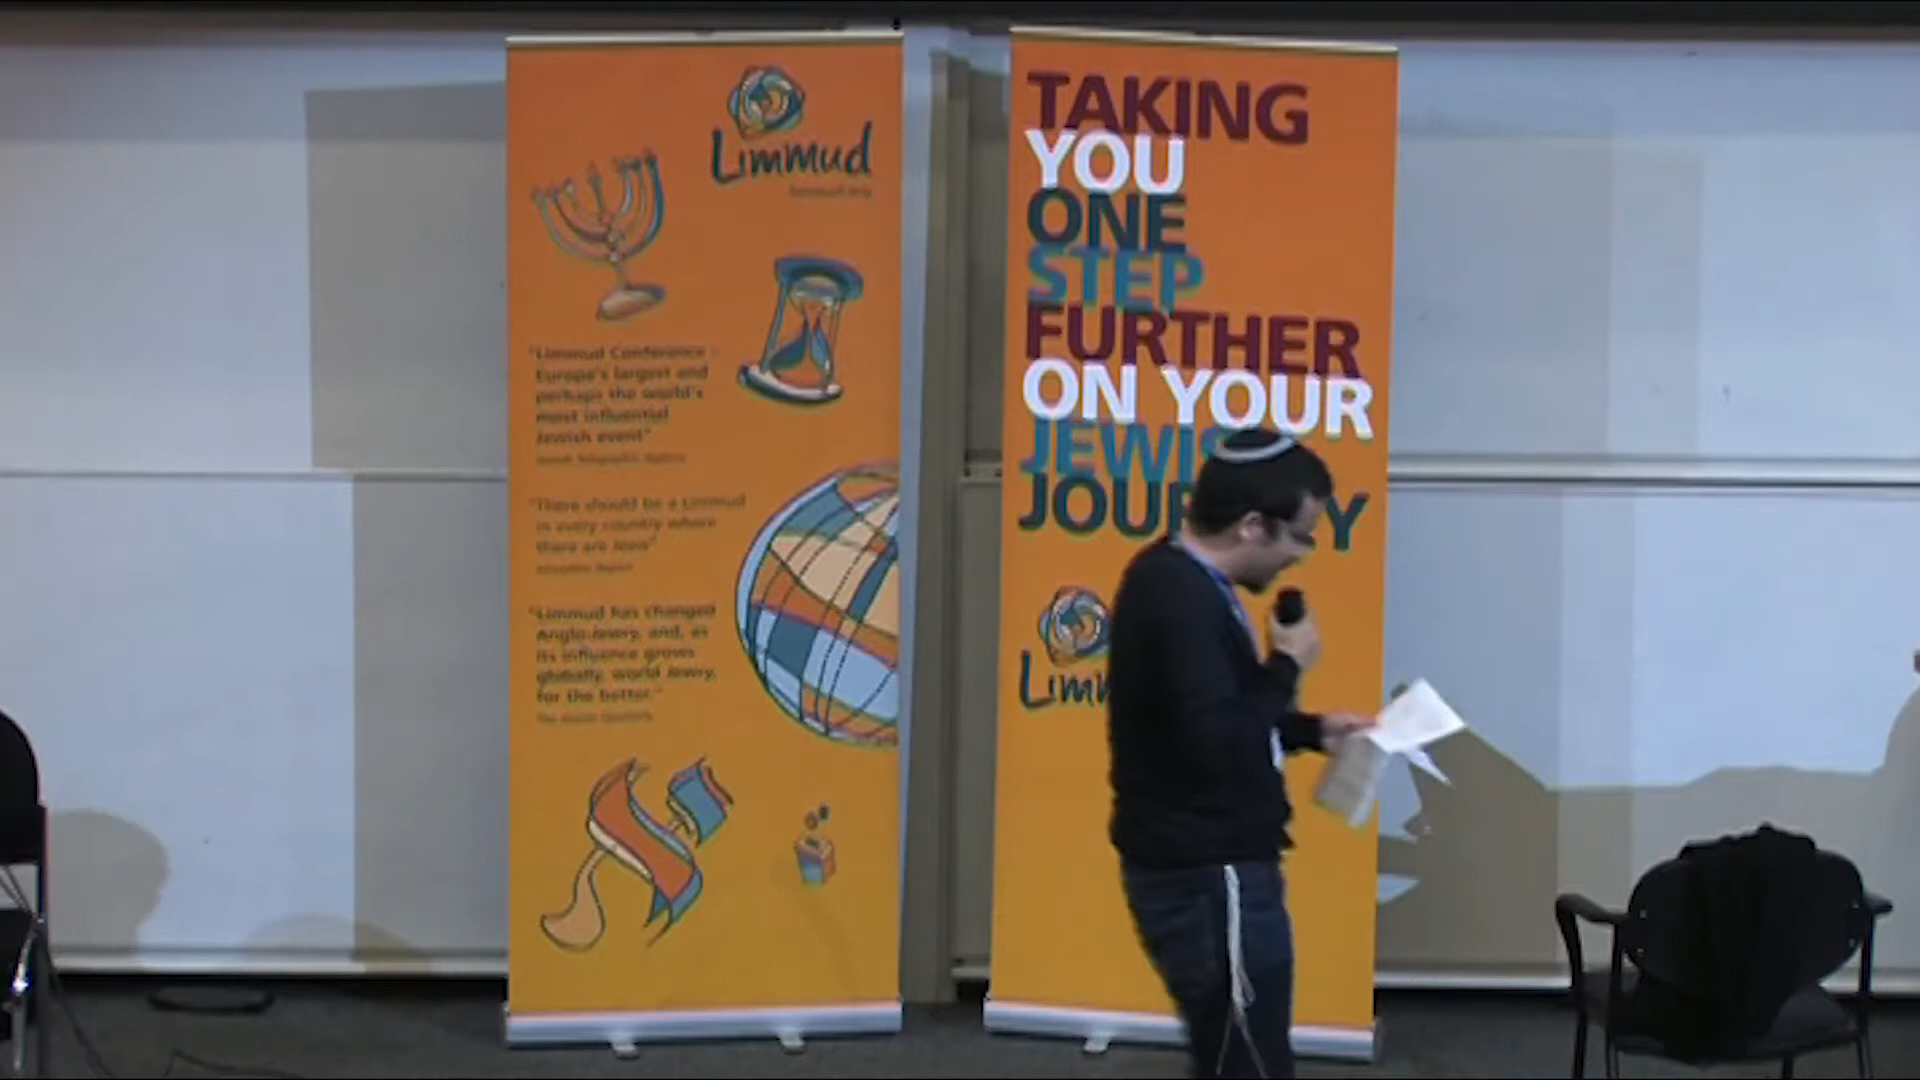 Limmud
limmud.org
"Limmud Conference -
Europe's largest and
perhaps the world's
most influential
Jewish event"
"There should be a Limmud
in every country where
there are Jews"
"Limmud has changed
Anglo-Jewry, and, as
its influence grows
globally, world Jewry,
for the better."
TAKING
YOU
ONE
STEP
FURTHER
ON YOUR
JEWIS
JOUR Y
Limm